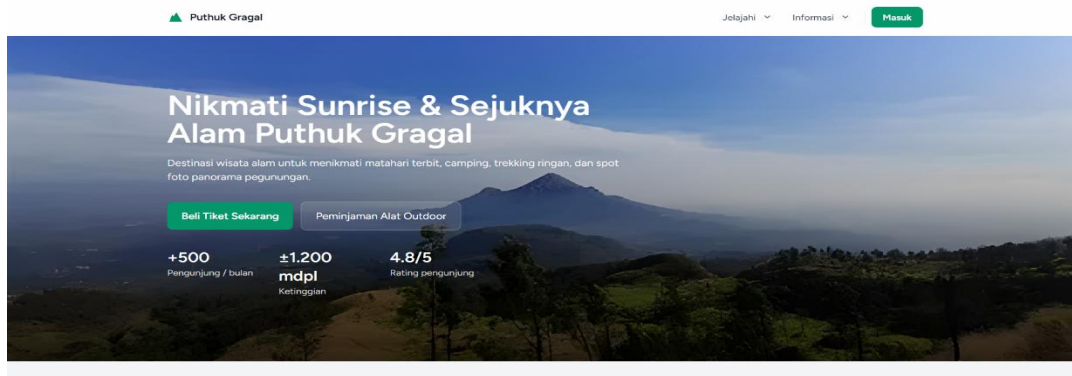 Puthuk Gragal
Jelajahi
Informasi
Masuk
Nikmati Sunrise & Sejuknya
Alam Puthuk Gragal
Destinasi wisata alam untuk menikmati matahari terbit, camping, trekking ringan, dan spot
foto panorama pegunungan.
Beli Tiket Sekarang
Peminjaman Alat Outdoor
+500
Pengunjung / bulan
±1.200
mdpl
Ketinggian
4.8/5
Rating pengunjung